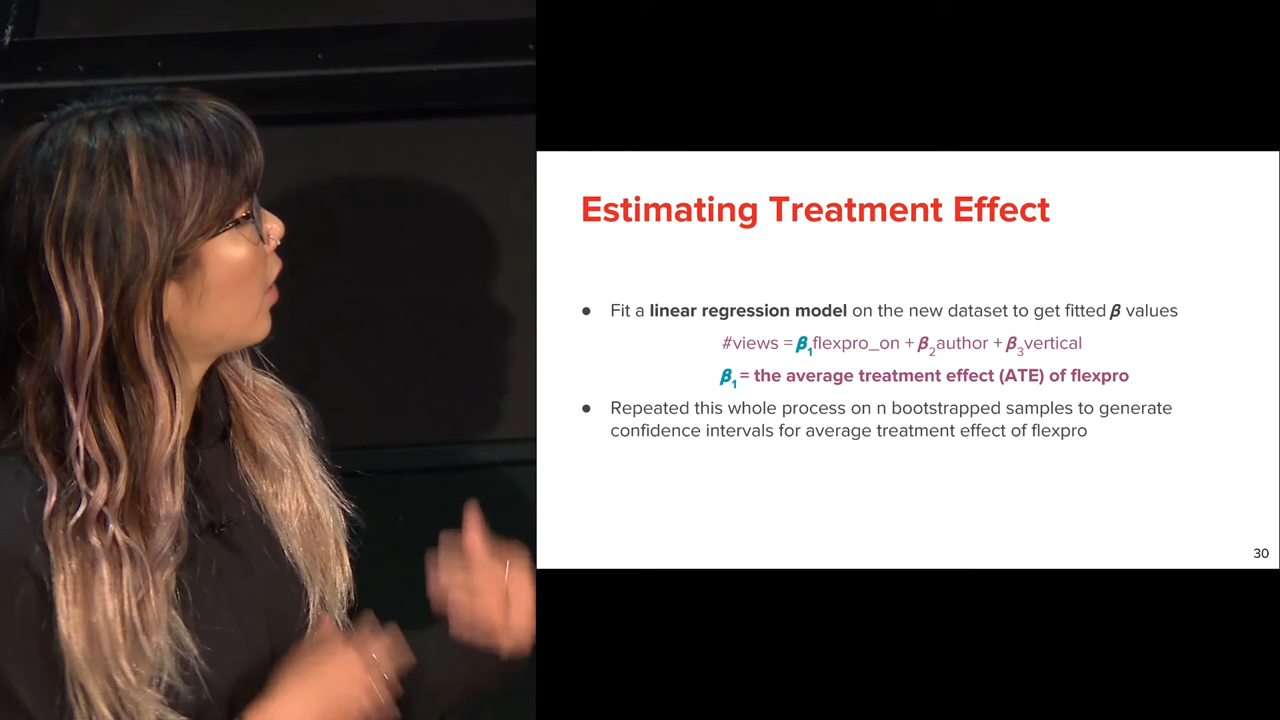 Estimating Treatment Effect
● Fit a linear regression model on the new dataset to get fitted β values
#views = β1flexpro_on + β2author + β3vertical
β1 = the average treatment effect (ATE) of flexpro
● Repeated this whole process on n bootstrapped samples to generate
confidence intervals for average treatment effect of flexpro
30